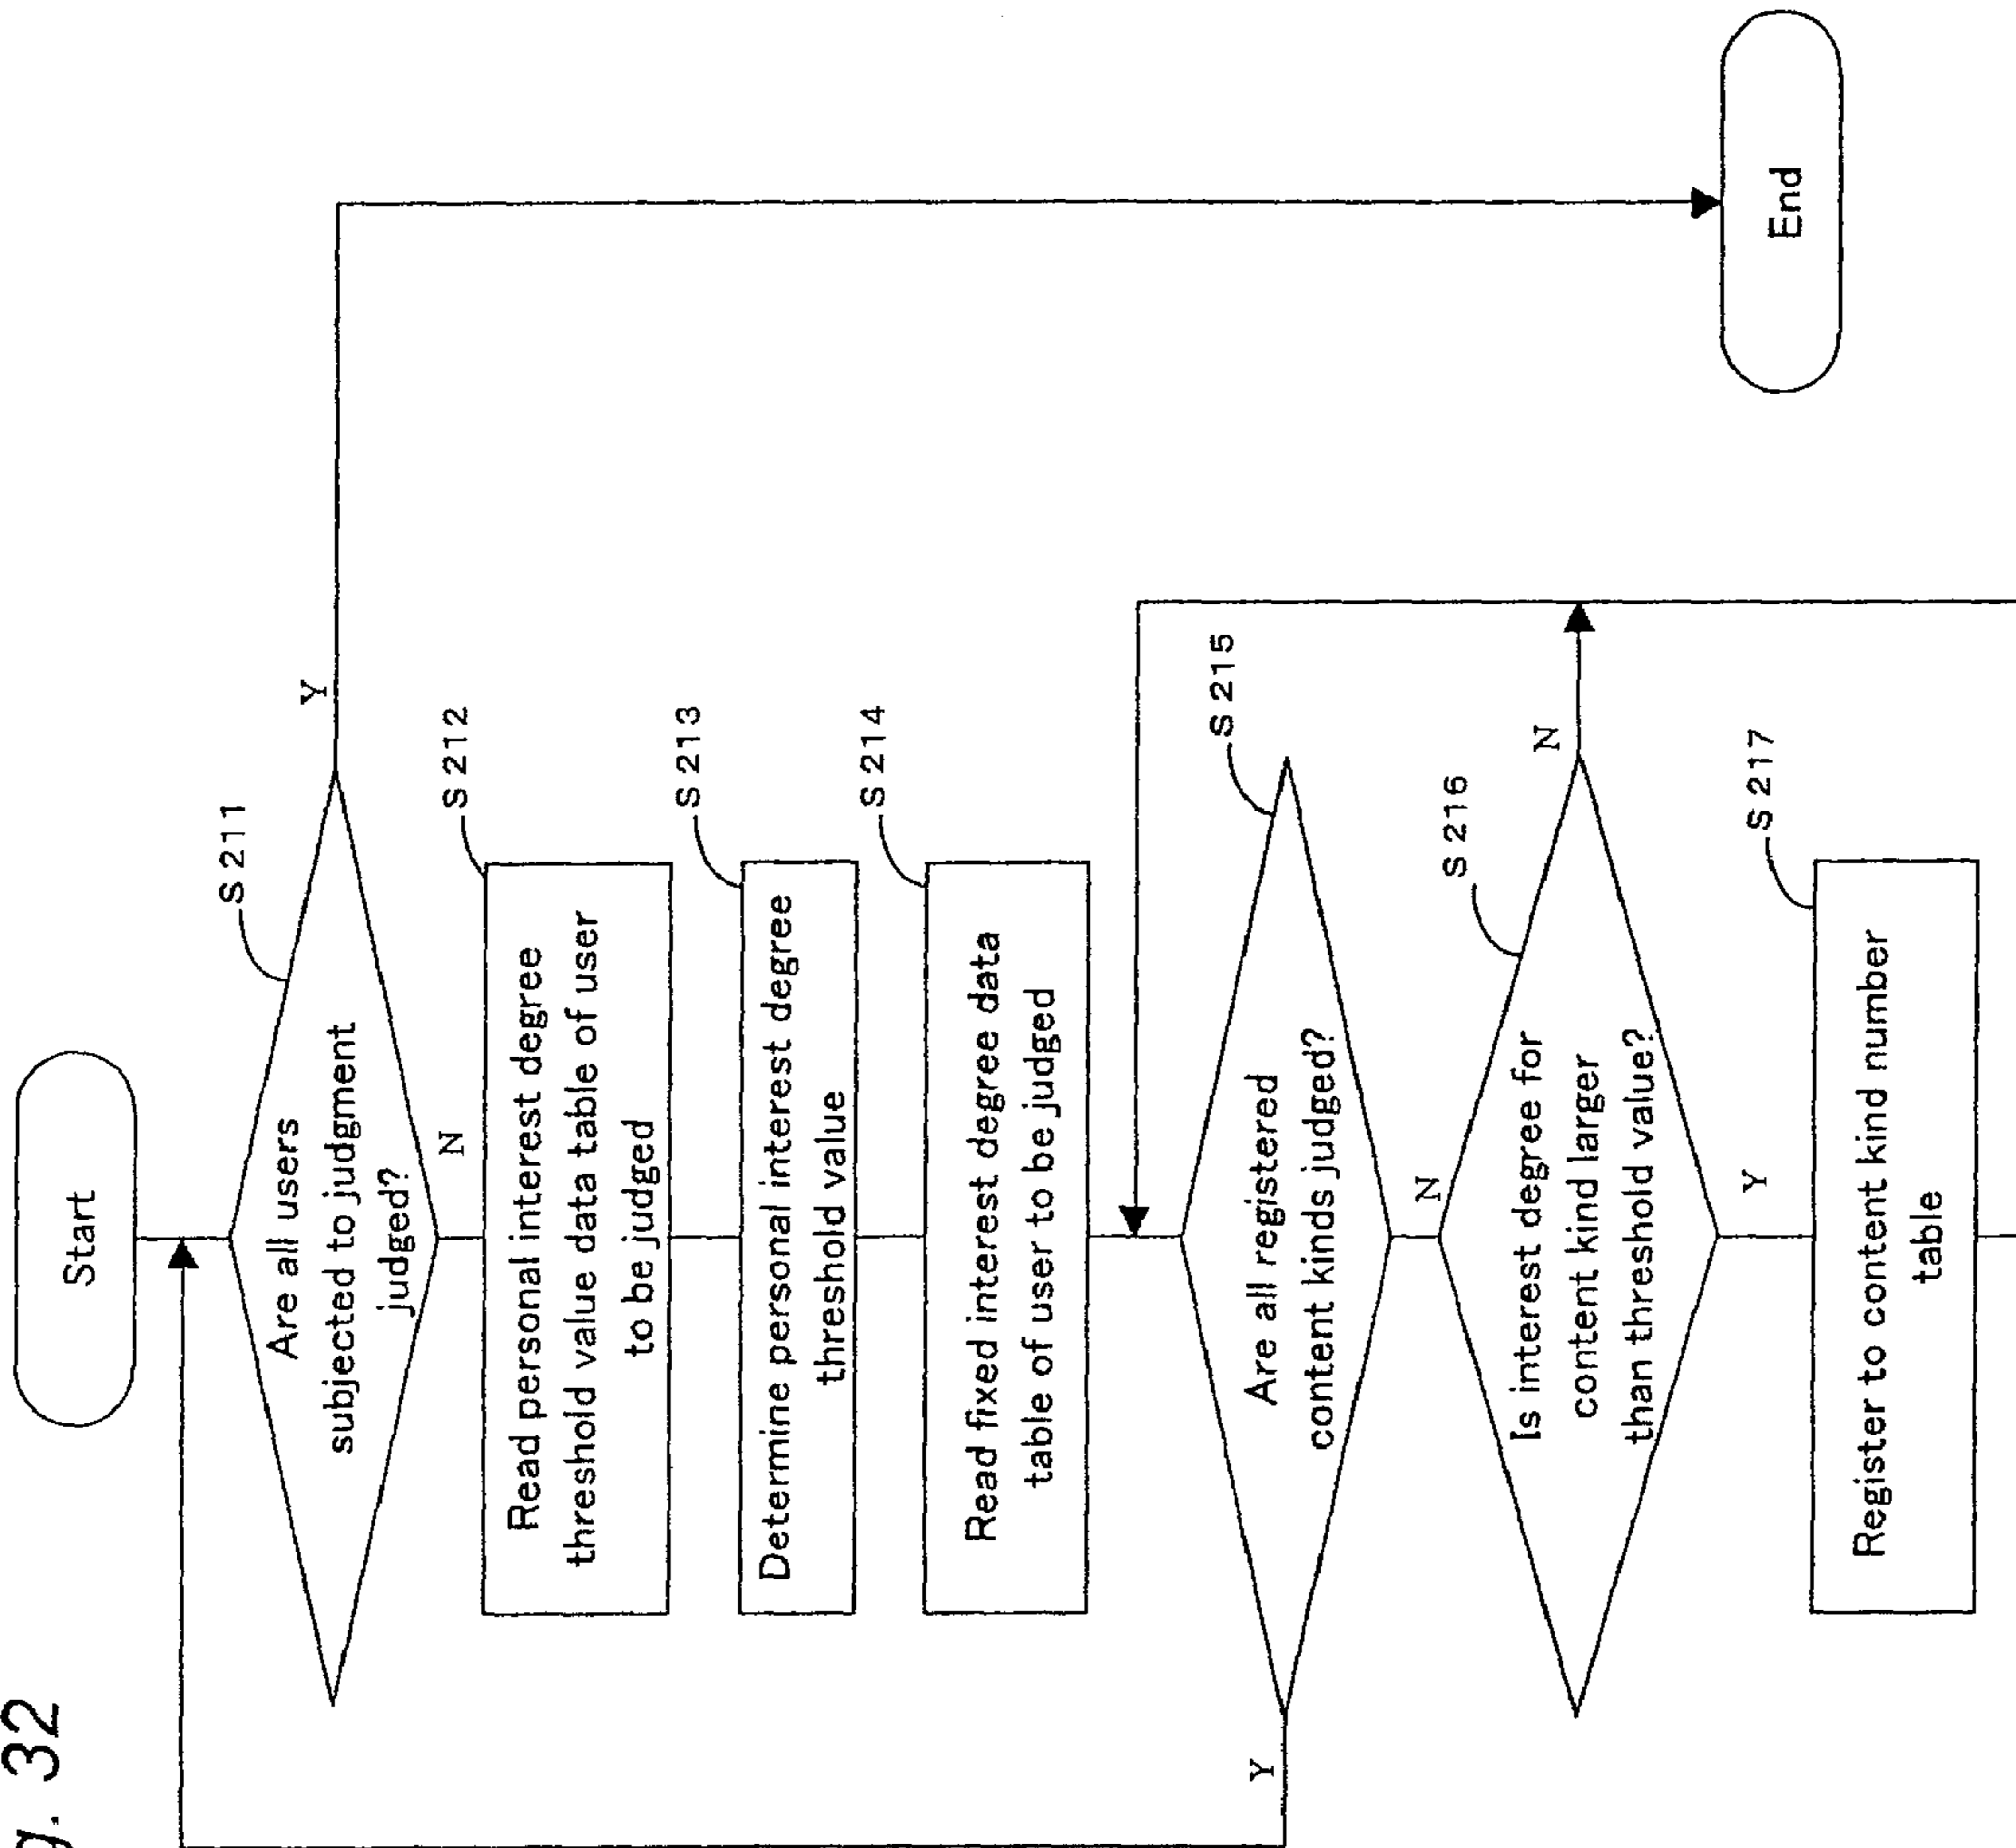 g. 32
Start
S211
Are all users
subjected to judgment
judged?
Y
N
S212
Read personal interest degree
threshold value data table of user
to be judged
S213
Determine personal interest degree
threshold value
S214
Read fixed interest degree data
table of user to be judged
S215
Are all registered
content kinds judged?
Y
N
S216
Is interest degree for
content kind larger
than threshold value?
N
Y
S217
Register to content kind number
table
End